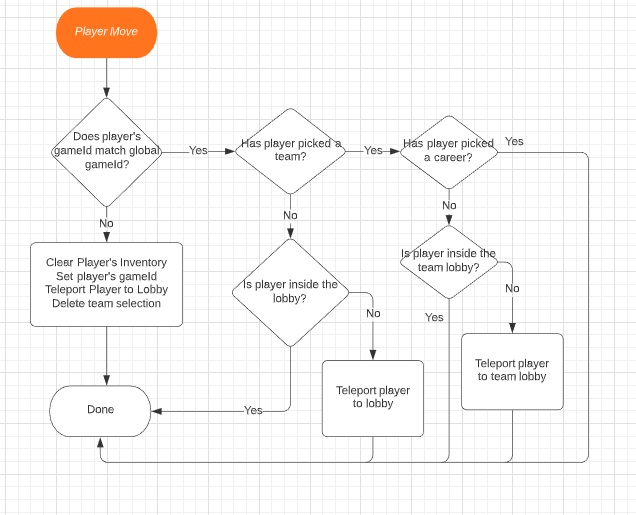 Player Move
Does player's
gameId match global
gameId?
Yes
Has player picked a
team?
Yes
Has player picked
a career?
Yes
No
No
No
Clear Player's Inventory
Set player's gameId
Teleport Player to Lobby
Delete team selection
Is player inside the
lobby?
No
Is player inside the
team lobby?
No
Yes
Teleport player
to lobby
Teleport player
to team lobby
Done
Yes